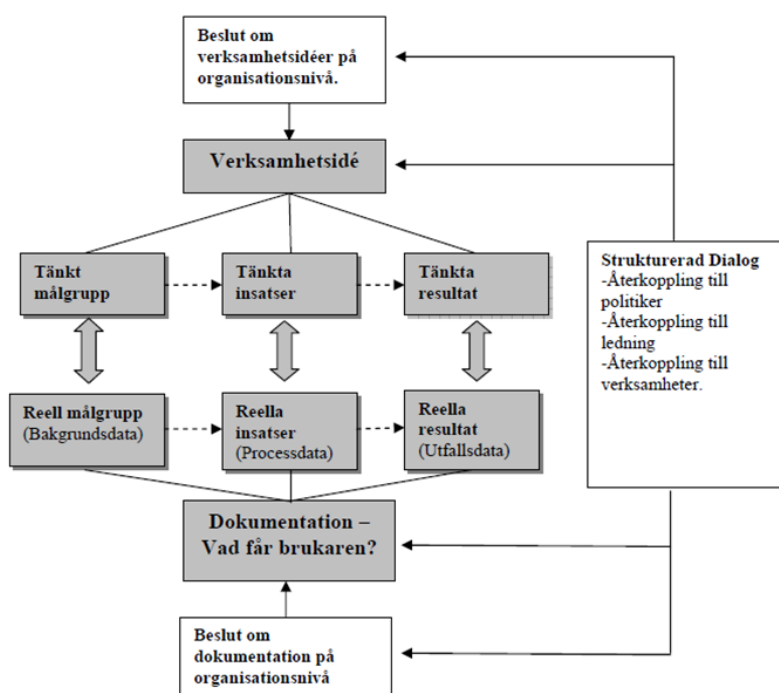 Beslut om
verksamhetsidéer på
organisationsnivå.
Verksamhetsidé
Tänkt
målgrupp
Tänkta
insatser
Tänkta
resultat
Strukturerad Dialog
-Återkoppling till
politiker
-Återkoppling till
ledning
-Återkoppling till
verksamheter.
Reell målgrupp
(Bakgrundsdata)
Reella
insatser
(Processdata)
Reella
resultat
(Utfallsdata)
Dokumentation –
Vad får brukaren?
Beslut om
dokumentation på
organisationsnivå